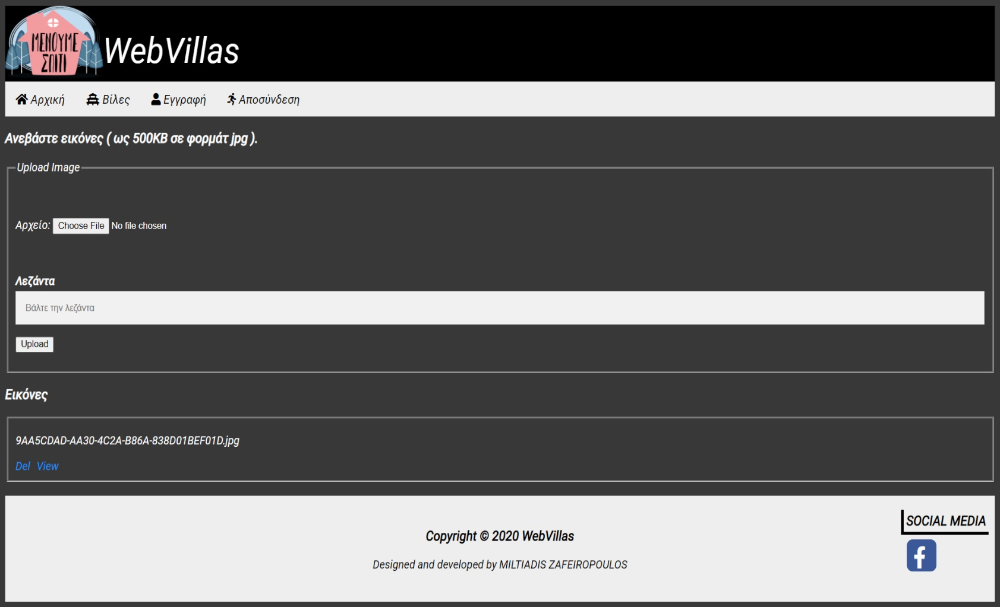 ΜΕΝΟΥΜΕ
ΣΠΙΤΙ
WebVillas
Αρχική Βίλες Εγγραφή Αποσύνδεση
Ανεβάστε εικόνες ( ως 500KB σε φορμάτ jpg ).
Upload Image
Αρχείο: Choose File No file chosen
Λεζάντα
Βάλτε την λεζάντα
Upload
Εικόνες
9AA5CDAD-AA30-4C2A-B86A-838D01BEF01D.jpg
Del View
SOCIAL MEDIA
Copyright © 2020 WebVillas
Designed and developed by MILTIADIS ZAFEIROPOULOS